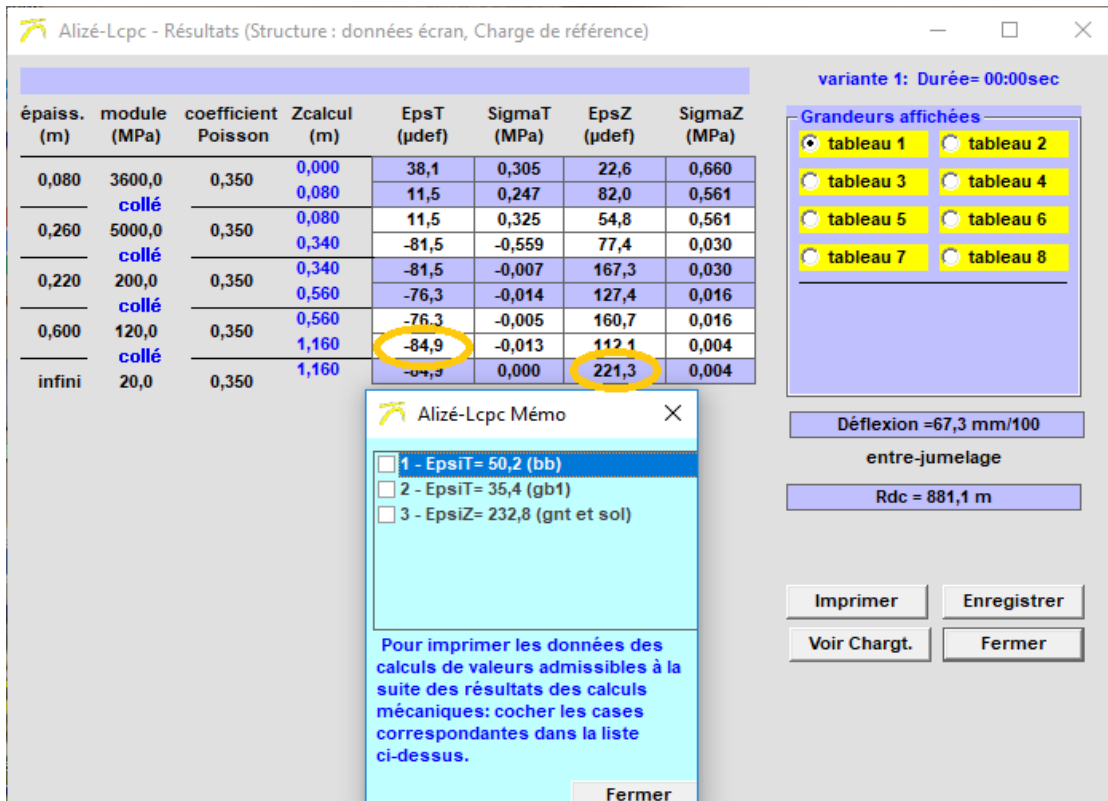 Alizé-Lcpc - Résultats (Structure : données écran, Charge de référence)
variante 1: Durée= 00:00sec
épaiss. module coefficient Zcalcul EpsT SigmaT EpsZ SigmaZ
(m) (MPa) Poisson (m) (µdef) (MPa) (µdef) (MPa)
0,080 3600,0 0,350 0,000 38,1 0,305 22,6 0,660
collé 0,080 11,5 0,247 82,0 0,561
0,260 5000,0 0,350 0,080 11,5 0,325 54,8 0,561
collé 0,340 -81,5 -0,559 77,4 0,030
0,220 200,0 0,350 0,340 -81,5 -0,007 167,3 0,030
collé 0,560 -76,3 -0,014 127,4 0,016
0,600 120,0 0,350 0,560 -76,3 -0,005 160,7 0,016
collé 1,160 -84,9 -0,013 112,1 0,004
infini 20,0 0,350 1,160 -84,9 0,000 221,3 0,004
Grandeurs affichées
tableau 1 tableau 2
tableau 3 tableau 4
tableau 5 tableau 6
tableau 7 tableau 8
Déflexion =67,3 mm/100
entre-jumelage
Rdc = 881,1 m
Imprimer Enregistrer
Voir Chargt. Fermer
Alizé-Lcpc Mémo
1 - EpsiT= 50,2 (bb)
2 - EpsiT= 35,4 (gb1)
3 - EpsiZ= 232,8 (gnt et sol)
Pour imprimer les données des
calculs de valeurs admissibles à la
suite des résultats des calculs
mécaniques: cocher les cases
correspondantes dans la liste
ci-dessus.
Fermer